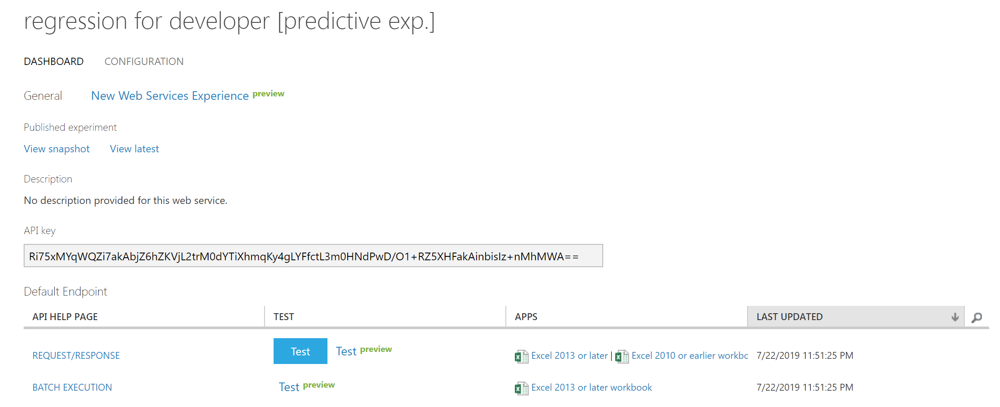 regression for developer [predictive exp.]
DASHBOARD CONFIGURATION
General New Web Services Experience preview
Published experiment
View snapshot View latest
Description
No description provided for this web service.
API key
Ri75xMYqWQZi7akAbjZ6hZKVjL2trM0dYTiXhmqKy4gLYFfctL3m0HNdPwD/O1+RZ5XHFakAinbisIz+nMhMWA==
Default Endpoint
API HELP PAGE TEST APPS LAST UPDATED
REQUEST/RESPONSE Test Test preview Excel 2013 or later | Excel 2010 or earlier workbc 7/22/2019 11:51:25 PM
BATCH EXECUTION Test preview Excel 2013 or later workbook 7/22/2019 11:51:25 PM